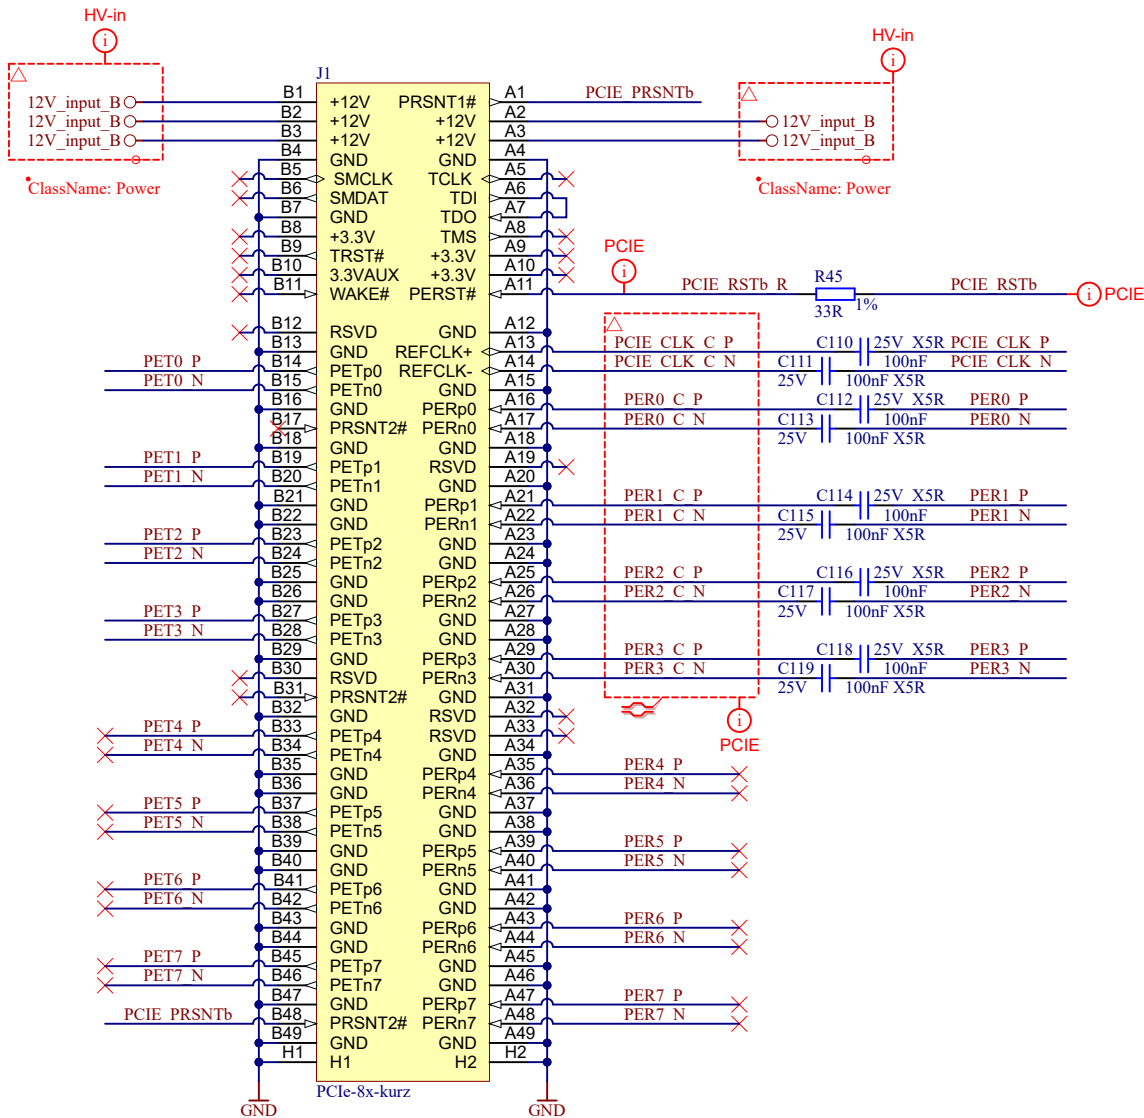 HV-in
HV-in
J1
12V_input_B B1 +12V PRSNT1# A1 PCIE_PRSNTb
12V_input_B B2 +12V +12V A2 12V_input_B
12V_input_B B3 +12V +12V A3 12V_input_B
B4 GND GND A4
ClassName: Power B5 SMCLK TCLK A5 ClassName: Power
B6 SMDAT TDI A6
B7 GND TDO A7
B8 +3.3V TMS A8
B9 TRST# +3.3V A9 PCIE
B10 3.3VAUX +3.3V A10 R45
B11 WAKE# PERST# A11 PCIE_RSTb_R 33R 1% PCIE_RSTb PCIE
B12 RSVD GND A12
B13 GND REFCLK+ A13 PCIE_CLK_C_P C110 25V X5R 100nF PCIE_CLK_P
PET0_P B14 PETp0 REFCLK- A14 PCIE_CLK_C_N C111 25V 100nF X5R PCIE_CLK_N
PET0_N B15 PETn0 GND A15
B16 GND PERp0 A16 PER0_C_P C112 25V X5R 100nF PER0_P
B17 PRSNT2# PERn0 A17 PER0_C_N C113 25V 100nF X5R PER0_N
B18 GND GND A18
PET1_P B19 PETp1 RSVD A19
PET1_N B20 PETn1 GND A20
B21 GND PERp1 A21 PER1_C_P C114 25V X5R 100nF PER1_P
B22 GND PERn1 A22 PER1_C_N C115 25V 100nF X5R PER1_N
PET2_P B23 PETp2 GND A23
PET2_N B24 PETn2 GND A24
B25 GND PERp2 A25 PER2_C_P C116 25V X5R 100nF PER2_P
B26 GND PERn2 A26 PER2_C_N C117 25V 100nF X5R PER2_N
PET3_P B27 PETp3 GND A27
PET3_N B28 PETn3 GND A28
B29 GND PERp3 A29 PER3_C_P C118 25V X5R 100nF PER3_P
B30 RSVD PERn3 A30 PER3_C_N C119 25V 100nF X5R PER3_N
B31 PRSNT2# GND A31
B32 GND RSVD A32
PET4_P B33 PETp4 RSVD A33 PCIE
PET4_N B34 PETn4 GND A34
B35 GND PERp4 A35 PER4_P
B36 GND PERn4 A36 PER4_N
PET5_P B37 PETp5 GND A37
PET5_N B38 PETn5 GND A38
B39 GND PERp5 A39 PER5_P
B40 GND PERn5 A40 PER5_N
PET6_P B41 PETp6 GND A41
PET6_N B42 PETn6 GND A42
B43 GND PERp6 A43 PER6_P
B44 GND PERn6 A44 PER6_N
PET7_P B45 PETp7 GND A45
PET7_N B46 PETn7 GND A46
B47 GND PERp7 A47 PER7_P
PCIE_PRSNTb B48 PRSNT2# PERn7 A48 PER7_N
B49 GND GND A49
H1 H1 H2 H2
PCIe-8x-kurz
GND GND